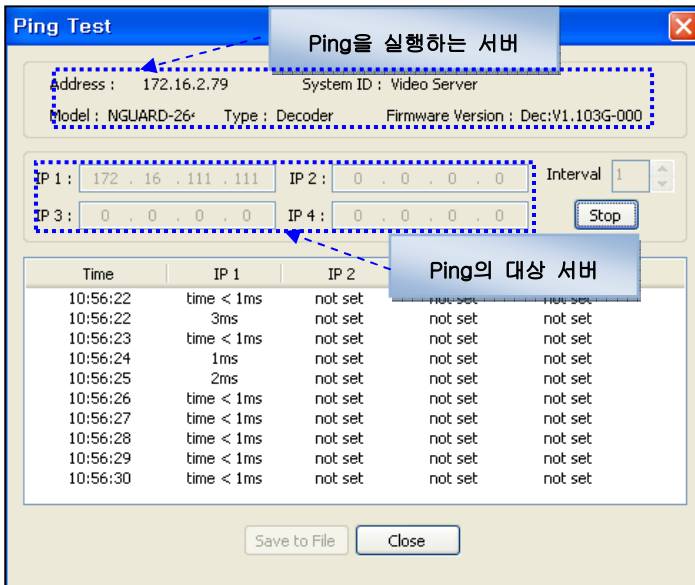 Ping Test
Ping을 실행하는 서버
Address : 172.16.2.79 System ID : Video Server
Model : NGUARD-264 Type : Decoder Firmware Version : Dec:V1.103G-000
IP 1 : 172 . 16 . 111 . 111 IP 2 : 0 . 0 . 0 . 0 Interval 1
IP 3 : 0 . 0 . 0 . 0 IP 4 : 0 . 0 . 0 . 0 Stop
Ping의 대상 서버
Time IP 1 IP 2
10:56:22 time < 1ms not set not set not set
10:56:22 3ms not set not set not set
10:56:23 time < 1ms not set not set not set
10:56:24 1ms not set not set not set
10:56:25 2ms not set not set not set
10:56:26 time < 1ms not set not set not set
10:56:27 time < 1ms not set not set not set
10:56:28 time < 1ms not set not set not set
10:56:29 time < 1ms not set not set not set
10:56:30 time < 1ms not set not set not set
Save to File Close